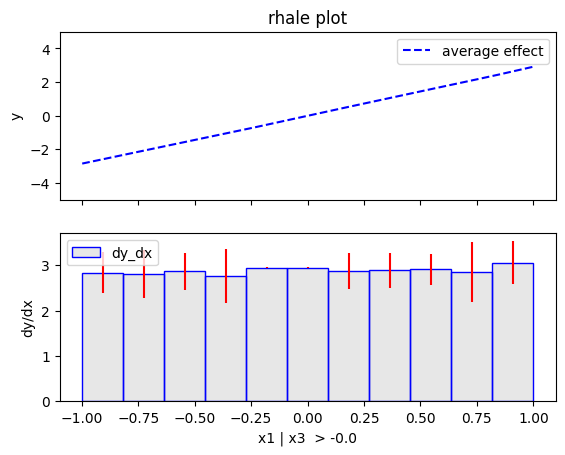 rhale plot
average effect
y
4
2
0
−2
−4
dy_dx
dy/dx
3
2
1
0
−1.00 −0.75 −0.50 −0.25 0.00 0.25 0.50 0.75 1.00
x1 | x3  > -0.0